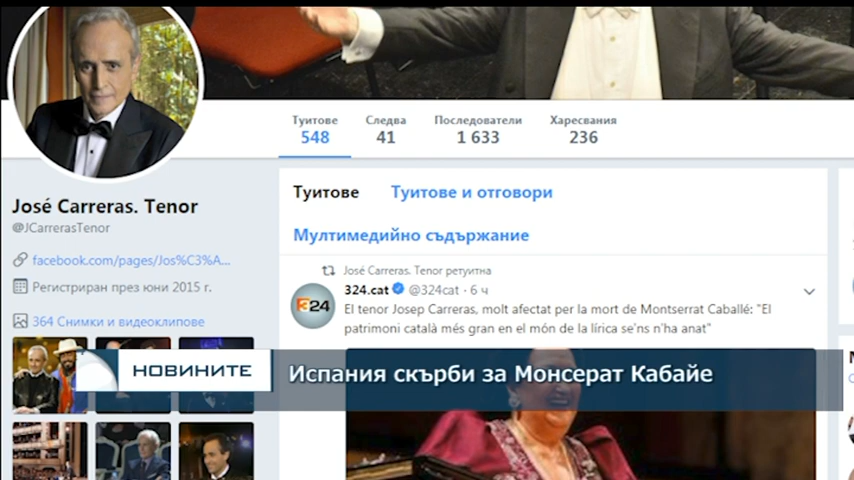 Туитове
548
Следва
41
Последователи
1 633
Харесвания
236
José Carreras. Tenor
@JCarrerasTenor
facebook.com/pages/Jos%C3%A...
Регистриран през юни 2015 г.
364 Снимки и видеоклипове
Туитове Туитове и отговори
Мултимедийно съдържание
José Carreras. Tenor ретуитна
324.cat @324cat · 6 ч
324
El tenor Josep Carreras, molt afectat per la mort de Montserrat Caballé: "El
patrimoni català més gran en el món de la lírica se'ns n'ha anat"
НОВИНИТЕ
Испания скърби за Монсерат Кабайе